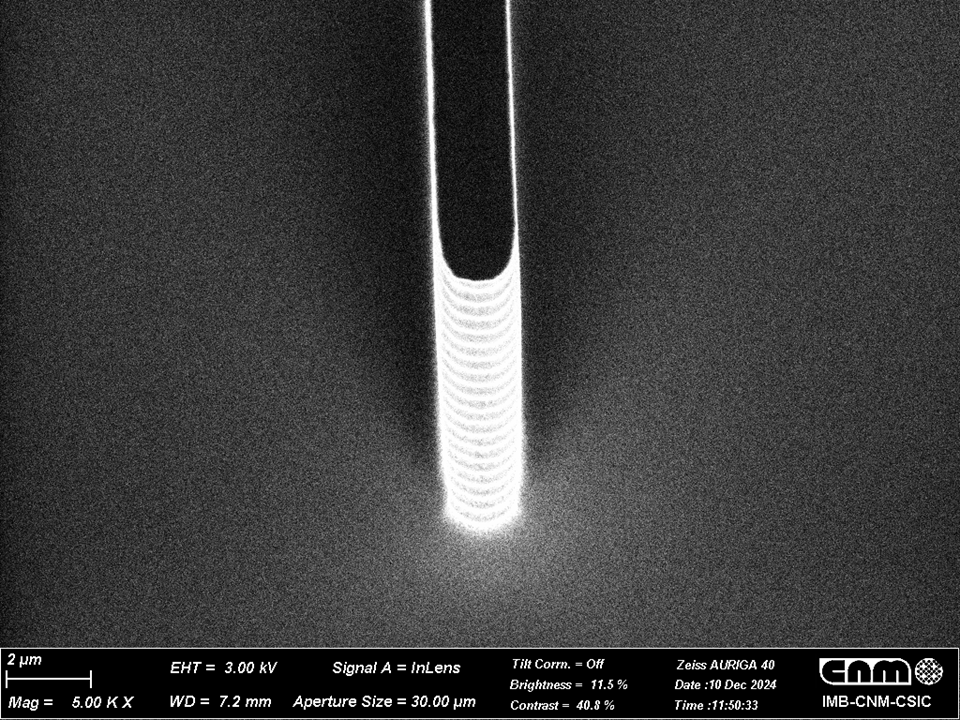 2 µm
Mag = 5.00 K X
EHT = 3.00 kV
WD = 7.2 mm
Signal A = InLens
Aperture Size = 30.00 µm
Tilt Corrn. = Off
Brightness = 11.5 %
Contrast = 40.8 %
Zeiss AURIGA 40
Date :10 Dec 2024
Time :11:50:33
cnm
IMB-CNM-CSIC